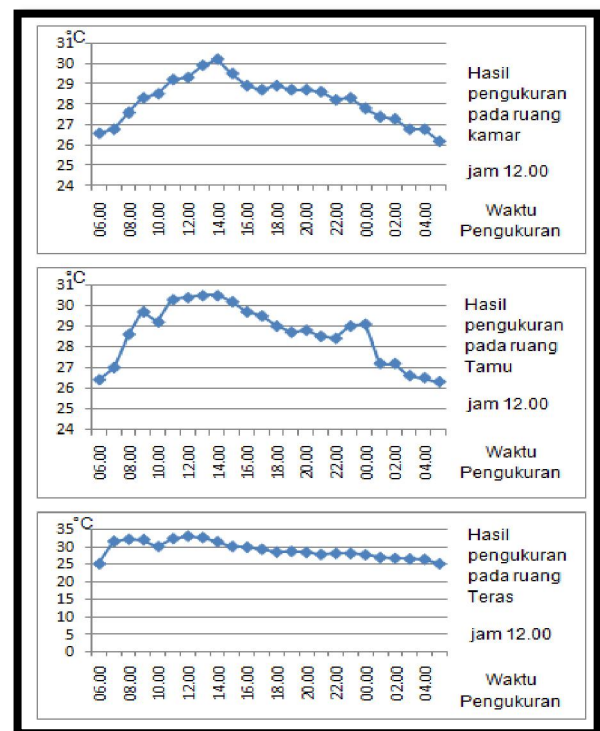 °C
31
30
29
28
27
26
25
24
06.00 08.00 10.00 12.00 14.00 16.00 18.00 20.00 22.00 00.00 02.00 04.00
Hasil
pengukuran
pada ruang
kamar
jam 12.00
Waktu
Pengukuran
°C
31
30
29
28
27
26
25
24
06.00 08.00 10.00 12.00 14.00 16.00 18.00 20.00 22.00 00.00 02.00 04.00
Hasil
pengukuran
pada ruang
Tamu
jam 12.00
Waktu
Pengukuran
°C
35
30
25
20
15
10
5
0
06.00 08.00 10.00 12.00 14.00 16.00 18.00 20.00 22.00 00.00 02.00 04.00
Hasil
pengukuran
pada ruang
Teras
jam 12.00
Waktu
Pengukuran